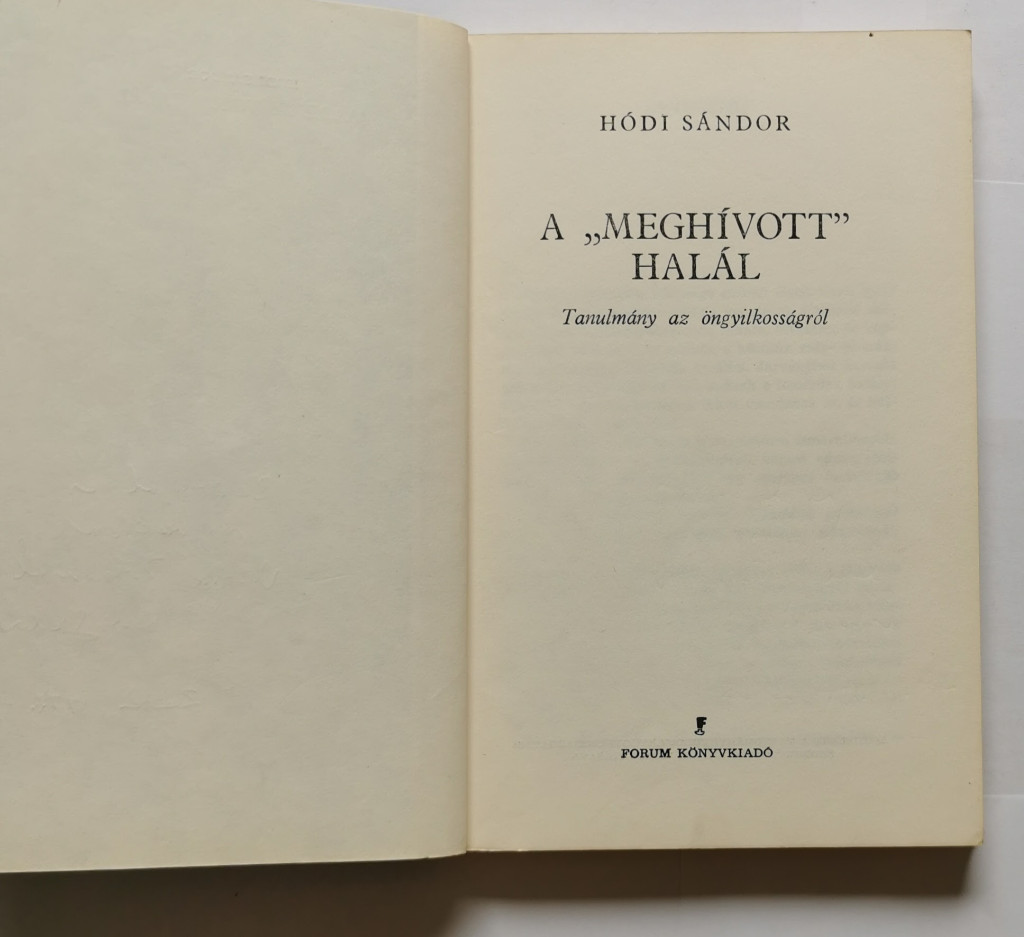 HÓDI SÁNDOR
A „MEGHÍVOTT”
HALÁL
Tanulmány az öngyilkosságról
F
FORUM KÖNYVKIADÓ